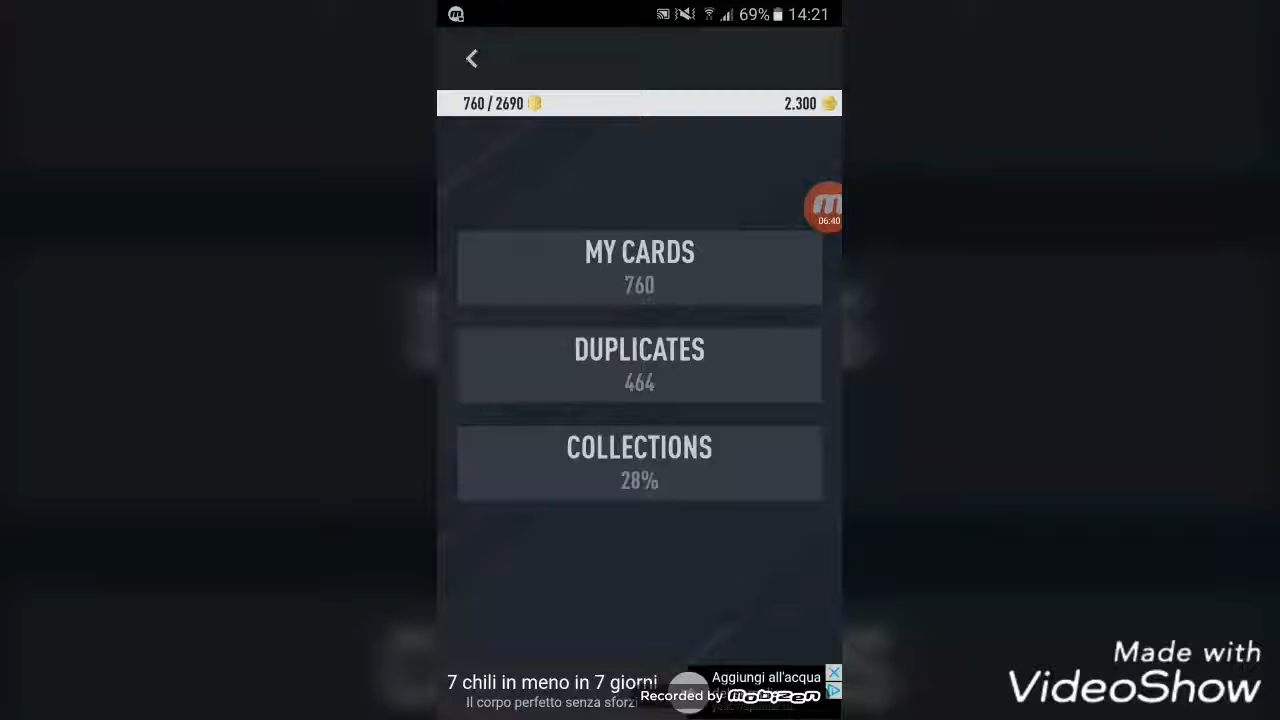 69% 14:21
760 / 2690
2.300
06:40
MY CARDS
760
DUPLICATES
464
COLLECTIONS
28%
7 chili in meno in 7 giorni
Il corpo perfetto senza sforzi
Aggiungi all'acqua
Recorded by mobizen
Made with
VideoShow